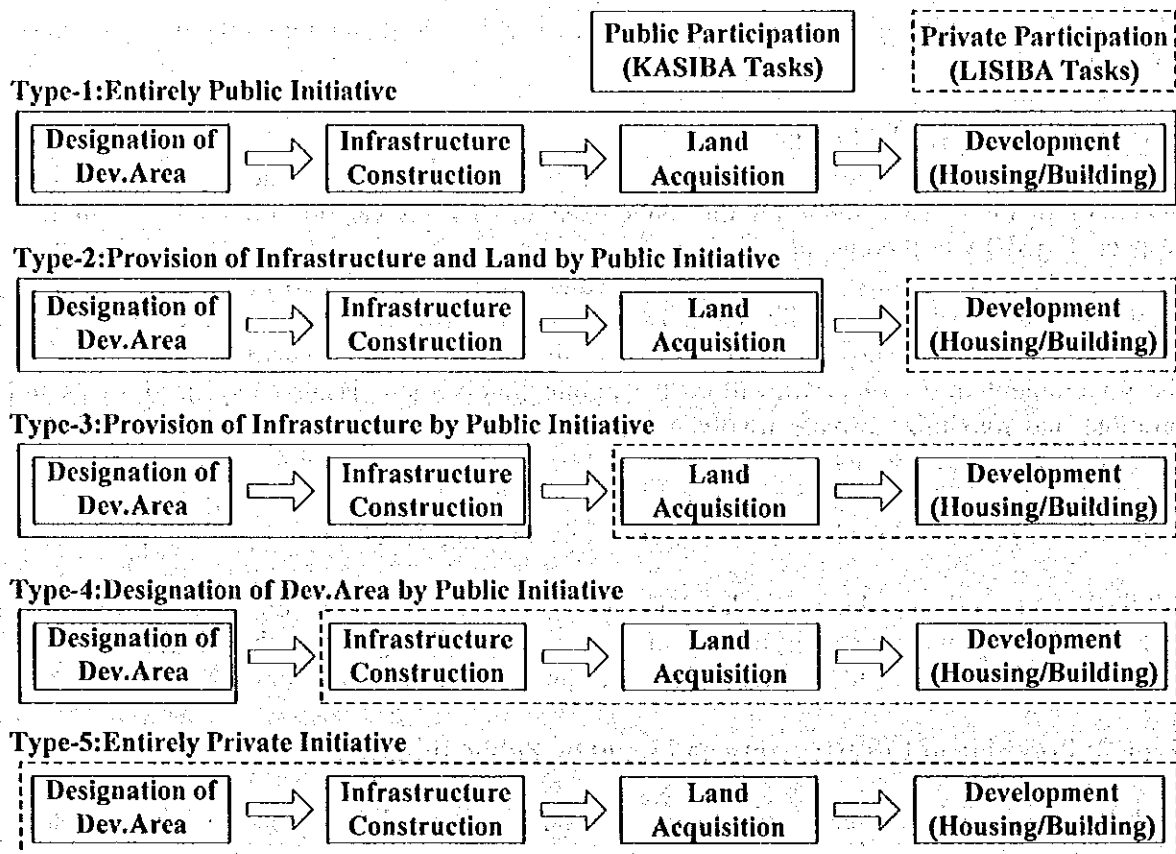 Public Participation
(KASIBA Tasks)
Private Participation
(LISIBA Tasks)
Type-1:Entirely Public Initiative
Designation of
Dev.Area
Infrastructure
Construction
Land
Acquisition
Development
(Housing/Building)
Type-2:Provision of Infrastructure and Land by Public Initiative
Designation of
Dev.Area
Infrastructure
Construction
Land
Acquisition
Development
(Housing/Building)
Type-3:Provision of Infrastructure by Public Initiative
Designation of
Dev.Area
Infrastructure
Construction
Land
Acquisition
Development
(Housing/Building)
Type-4:Designation of Dev.Area by Public Initiative
Designation of
Dev.Area
Infrastructure
Construction
Land
Acquisition
Development
(Housing/Building)
Type-5:Entirely Private Initiative
Designation of
Dev.Area
Infrastructure
Construction
Land
Acquisition
Development
(Housing/Building)